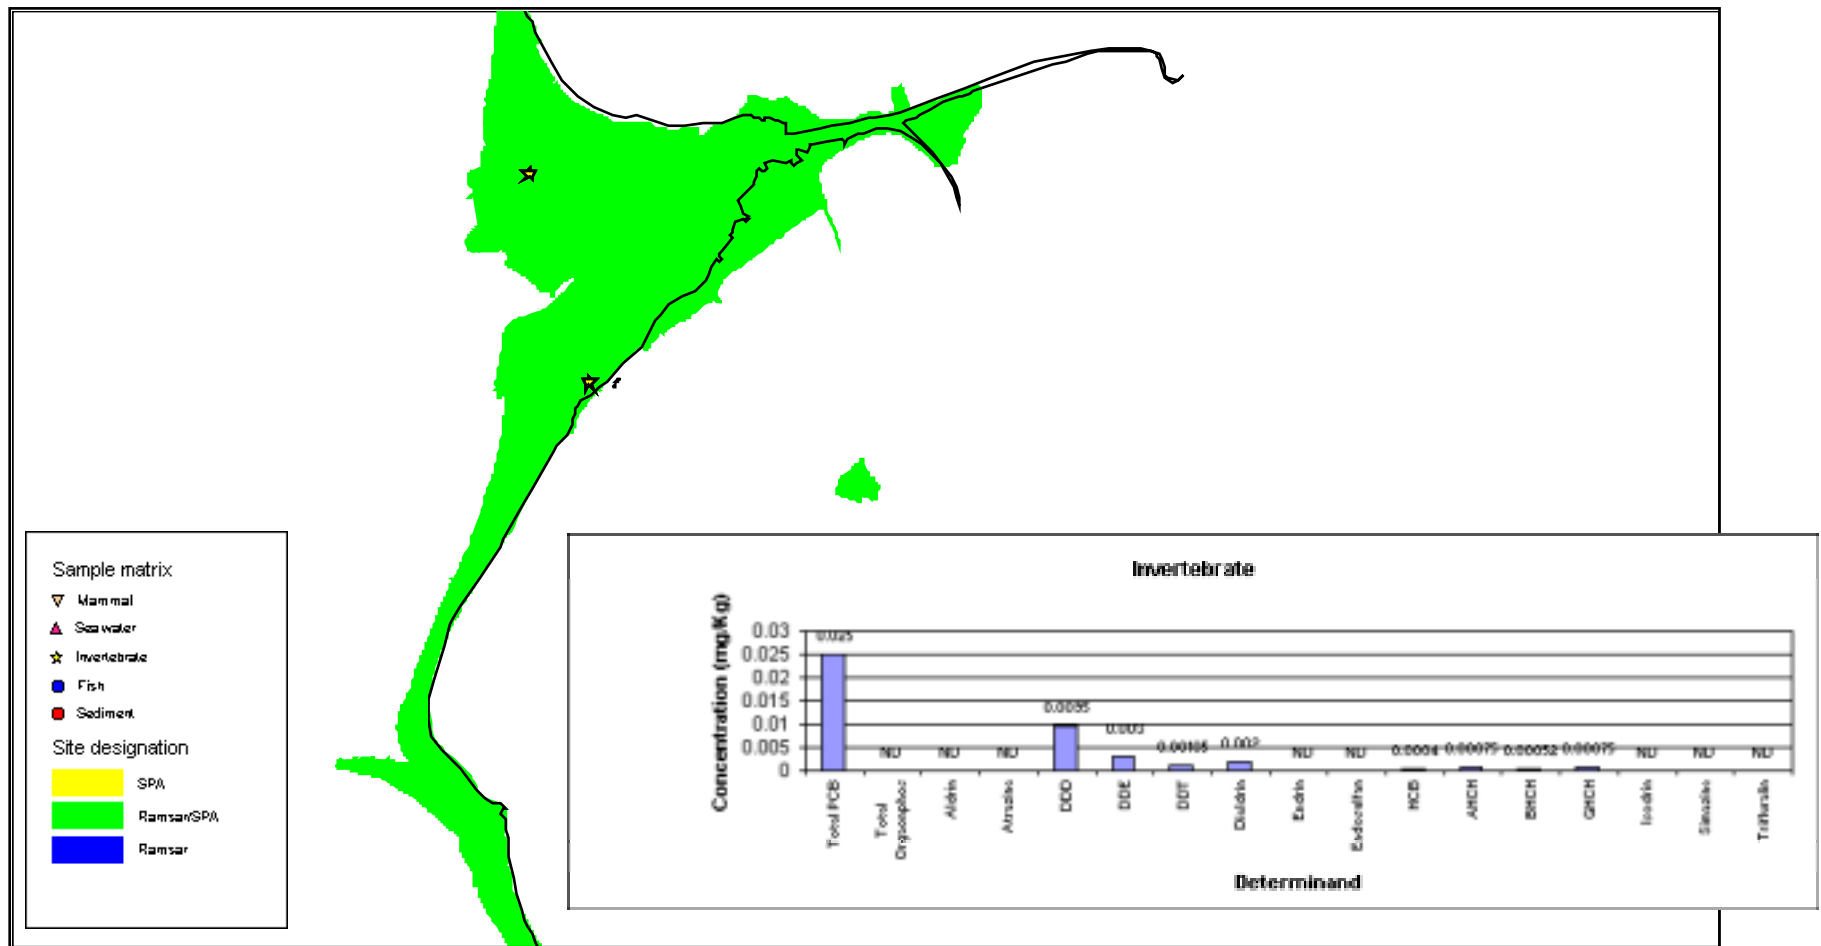 Sample matrix
Mammal
Seawater
Invertebrate
Fish
Sediment
Site designation
SPA
Ramsar/SPA
Ramsar
Invertebrate
Concentration (mg/Kg)
0.03
0.025
0.02
0.015
0.01
0.005
0
0.025
ND
ND
ND
0.0095
0.003
0.00105
0.002
ND
ND
0.0004
0.00075
0.00052
0.00075
ND
ND
ND
Total PCB
Total
Aldrin
Atrazine
DDD
DDE
DDT
Dieldrin
Endrin
Endosulfan
HCB
AHCH
BHCH
GHCH
Isodrin
Simazine
Trifluralin
Determinand